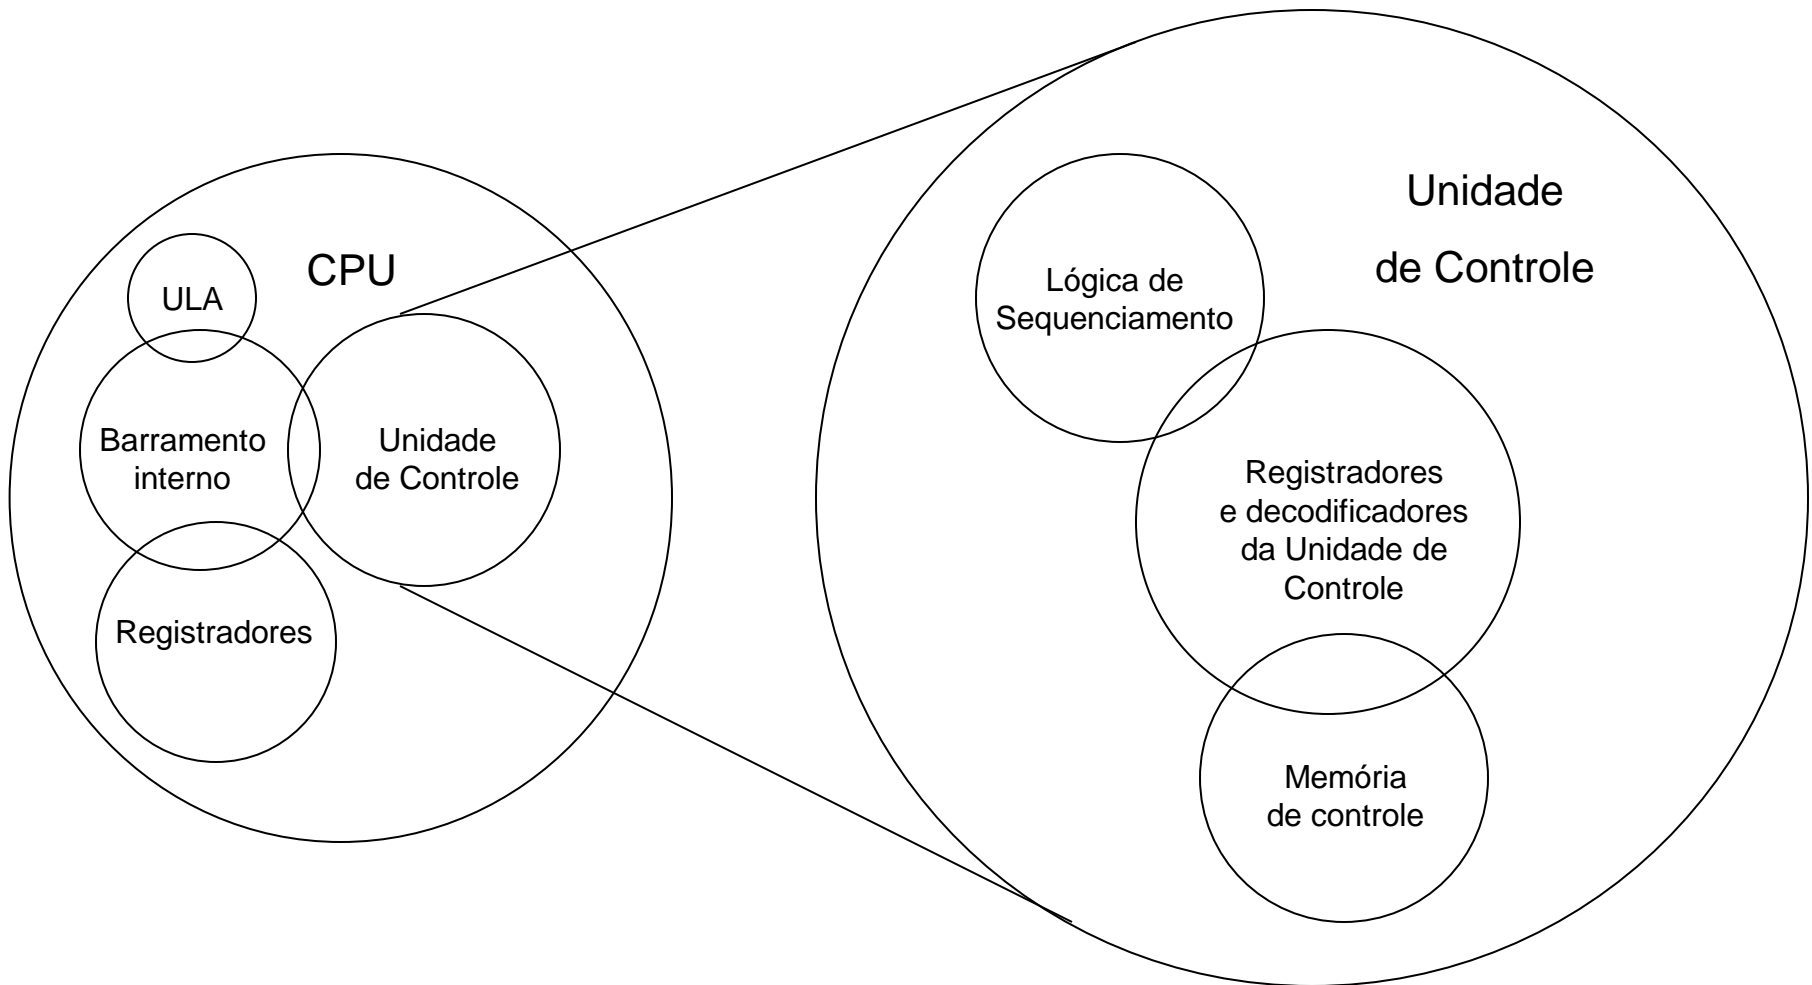 CPU
ULA
Barramento
interno
Unidade
de Controle
Registradores
Unidade
de Controle
Lógica de
Sequenciamento
Registradores
e decodificadores
da Unidade de
Controle
Memória
de controle